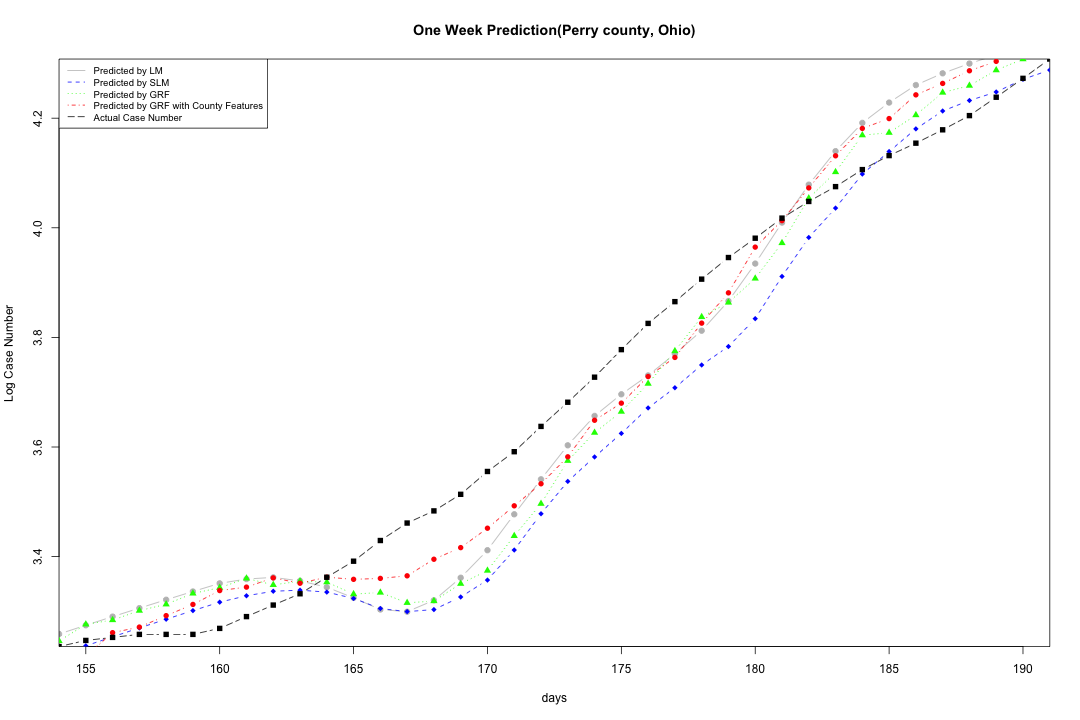 One Week Prediction(Perry county, Ohio)
Predicted by LM
Predicted by SLM
Predicted by GRF
Predicted by GRF with County Features
Actual Case Number
4.2
4.0
3.8
3.6
3.4
Log Case Number
155 160 165 170 175 180 185 190
days